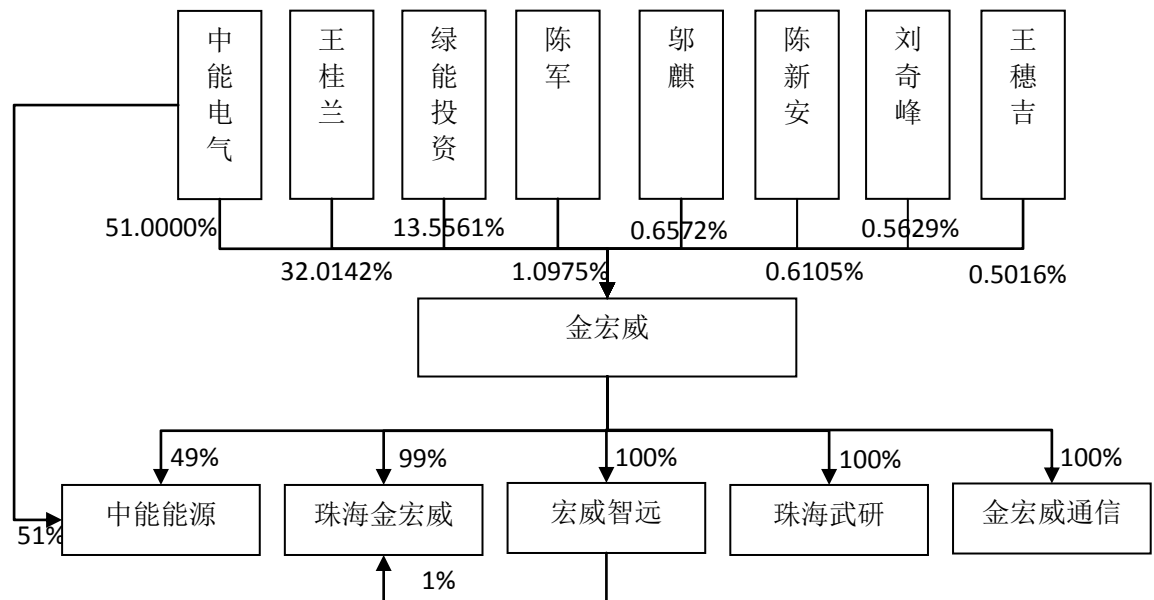 中能电气
王桂兰
绿能投资
陈军
邬麒
陈新安
刘奇峰
王穗吉
51.0000%
13.5561%
0.6572%
0.5629%
32.0142%
1.0975%
0.6105%
0.5016%
金宏威
49%
99%
100%
100%
100%
中能能源
珠海金宏威
宏威智远
珠海武研
金宏威通信
51%
1%